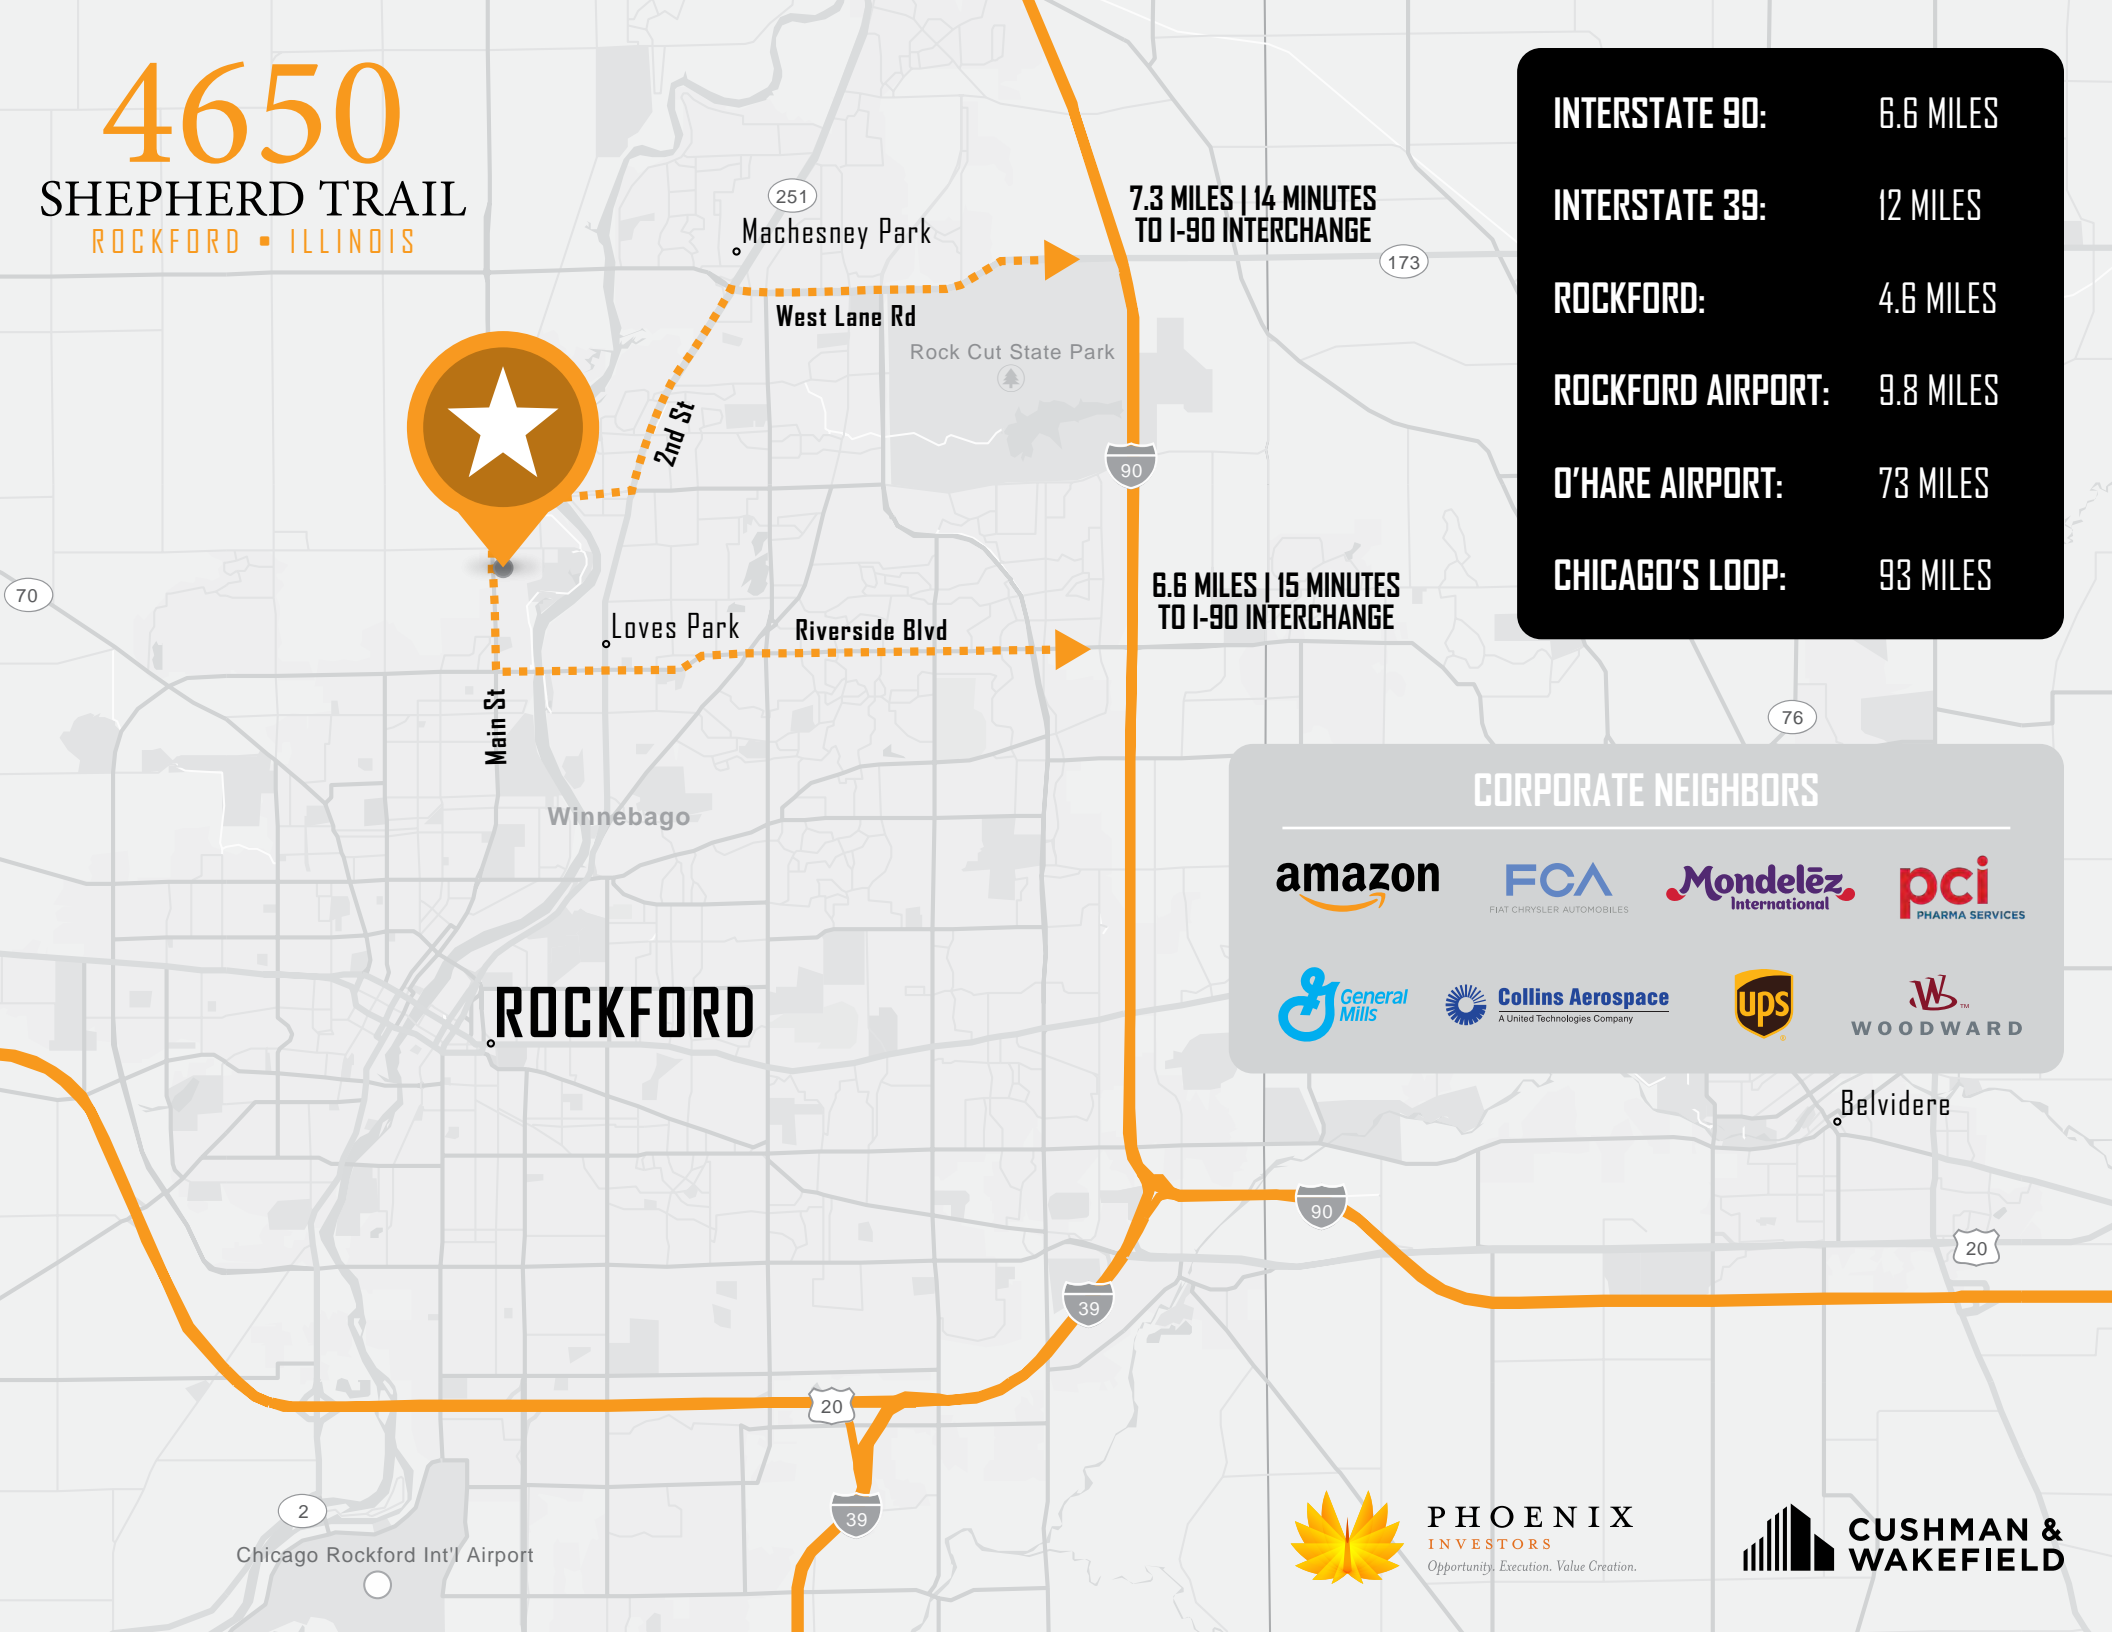 4650
SHEPHERD TRAIL
ROCKFORD ▪ ILLINOIS
INTERSTATE 90: 6.6 MILES
INTERSTATE 39: 12 MILES
ROCKFORD: 4.6 MILES
ROCKFORD AIRPORT: 9.8 MILES
O'HARE AIRPORT: 73 MILES
CHICAGO'S LOOP: 93 MILES
251
Machesney Park
7.3 MILES | 14 MINUTES
TO I-90 INTERCHANGE
173
West Lane Rd
Rock Cut State Park
2nd St
90
70
6.6 MILES | 15 MINUTES
TO I-90 INTERCHANGE
Loves Park
Riverside Blvd
Main St
76
Winnebago
CORPORATE NEIGHBORS
amazon
FCA
FIAT CHRYSLER AUTOMOBILES
Mondelēz
International
pci
PHARMA SERVICES
General
Mills
Collins Aerospace
A United Technologies Company
ups
W
WOODWARD
ROCKFORD
Belvidere
90
20
39
20
39
2
Chicago Rockford Int'l Airport
PHOENIX
INVESTORS
Opportunity. Execution. Value Creation.
CUSHMAN &
WAKEFIELD